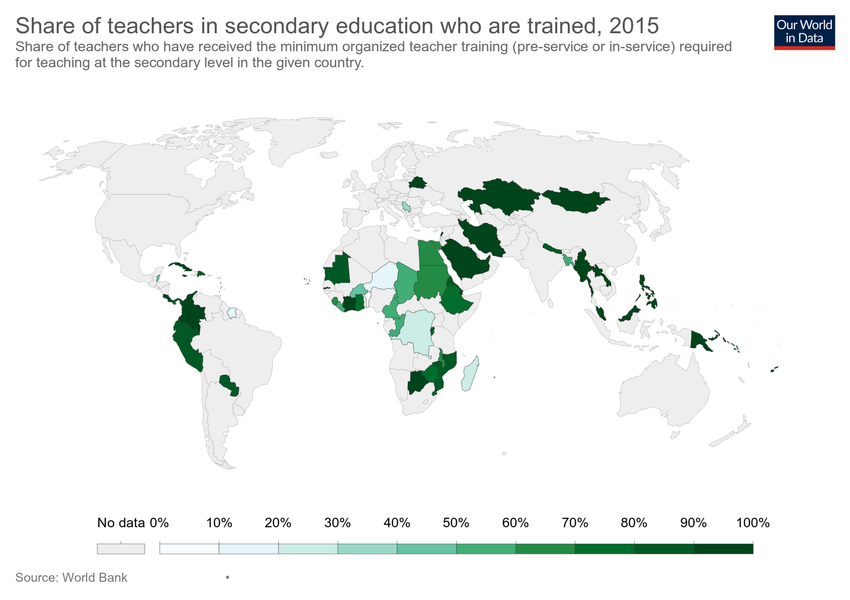 Share of teachers in secondary education who are trained, 2015
Our World
in Data
Share of teachers who have received the minimum organized teacher training (pre-service or in-service) required
for teaching at the secondary level in the given country.
No data 0% 10% 20% 30% 40% 50% 60% 70% 80% 90% 100%
Source: World Bank